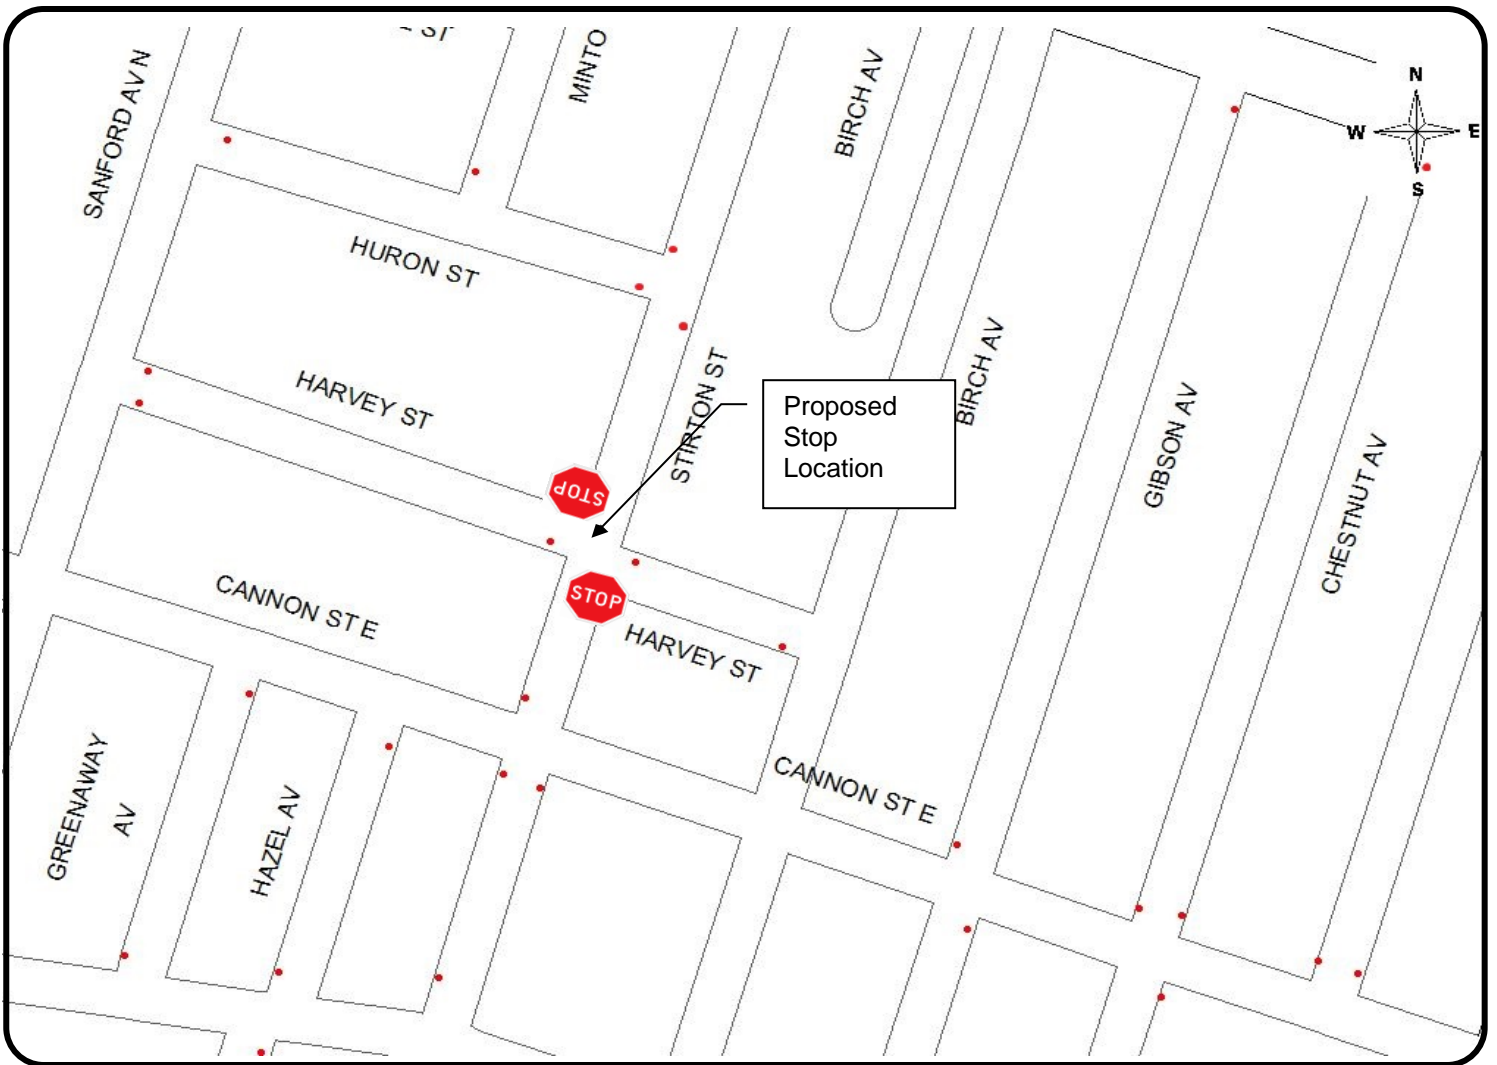 ST
MINTO
SANFORD AV N
BIRCH AV
N
W
E
S
HURON ST
HARVEY ST
STIRTON ST
BIRCH AV
Proposed
Stop
Location
GIBSON AV
CHESTNUT AV
STOP
STOP
CANNON ST E
HARVEY ST
CANNON ST E
GREENAWAY
AV
HAZEL AV